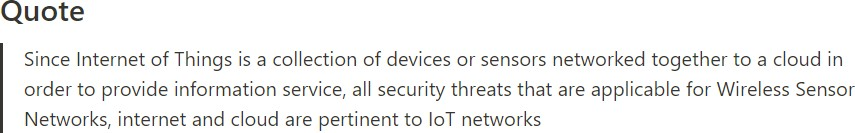 Quote
Since Internet of Things is a collection of devices or sensors networked together to a cloud in
order to provide information service, all security threats that are applicable for Wireless Sensor
Networks, internet and cloud are pertinent to IoT networks